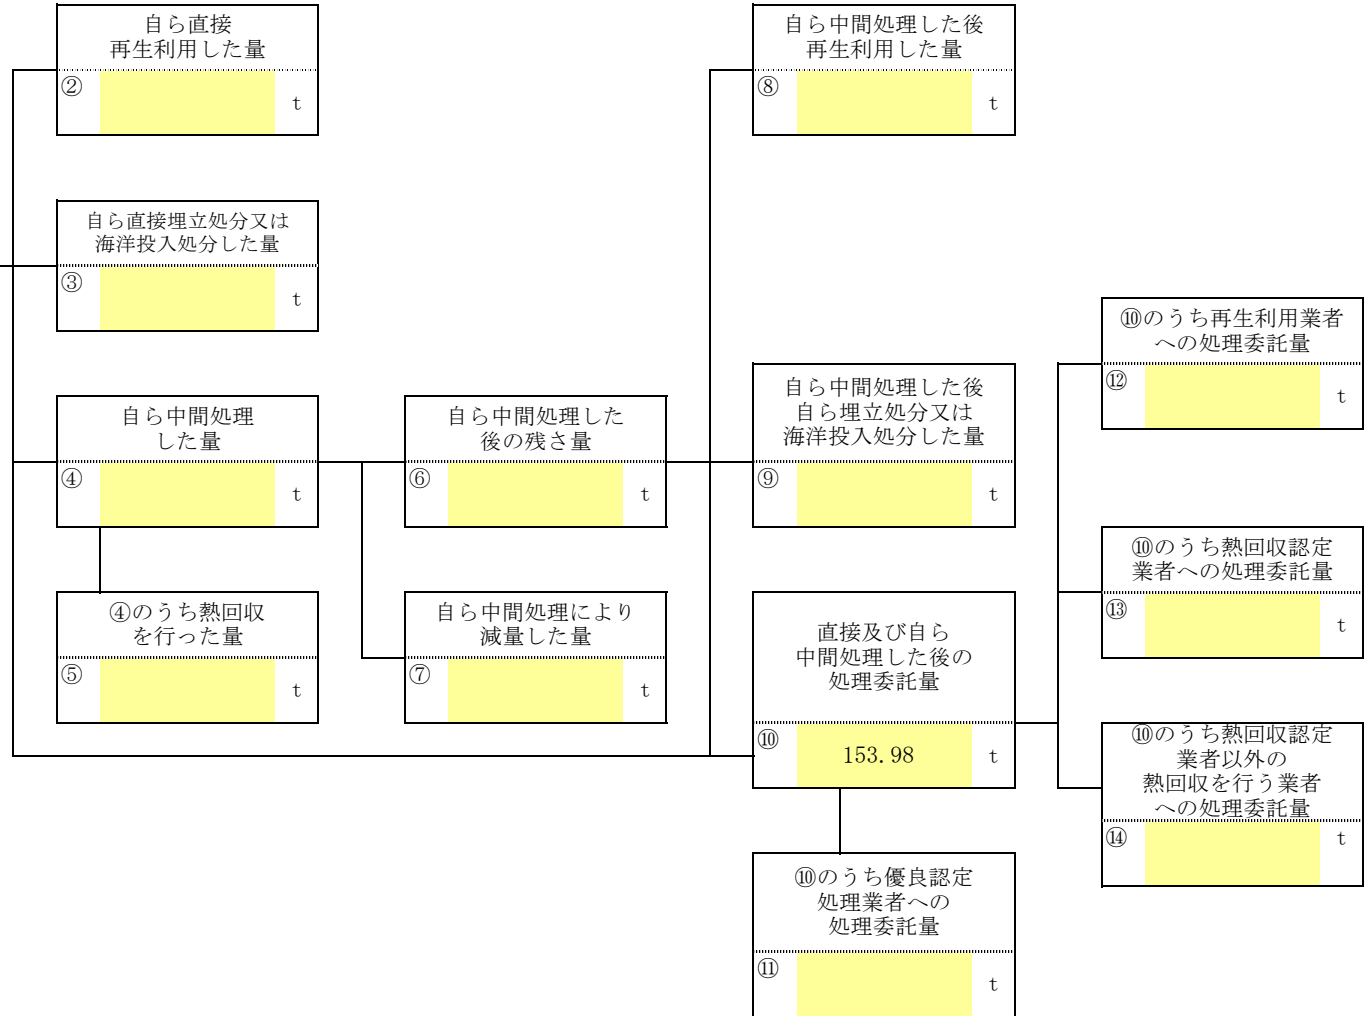 自ら直接
再生利用した量
②
t
自ら中間処理した後
再生利用した量
⑧
t
自ら直接埋立処分又は
海洋投入処分した量
③
t
⑩のうち再生利用業者
への処理委託量
⑫
t
自ら中間処理
した量
④
t
自ら中間処理した
後の残さ量
⑥
t
自ら中間処理した後
自ら埋立処分又は
海洋投入処分した量
⑨
t
⑩のうち熱回収認定
業者への処理委託量
⑬
t
④のうち熱回収
を行った量
⑤
t
自ら中間処理により
減量した量
⑦
t
直接及び自ら
中間処理した後の
処理委託量
⑩
153.98
t
⑩のうち熱回収認定
業者以外の
熱回収を行う業者
への処理委託量
⑭
t
⑩のうち優良認定
処理業者への
処理委託量
⑪
t